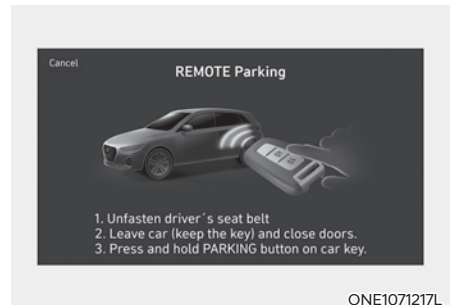 Cancel
REMOTE Parking
1. Unfasten driver´s seat belt
2. Leave car (keep the key) and close doors.
3. Press and hold PARKING button on car key.
ONE1071217L